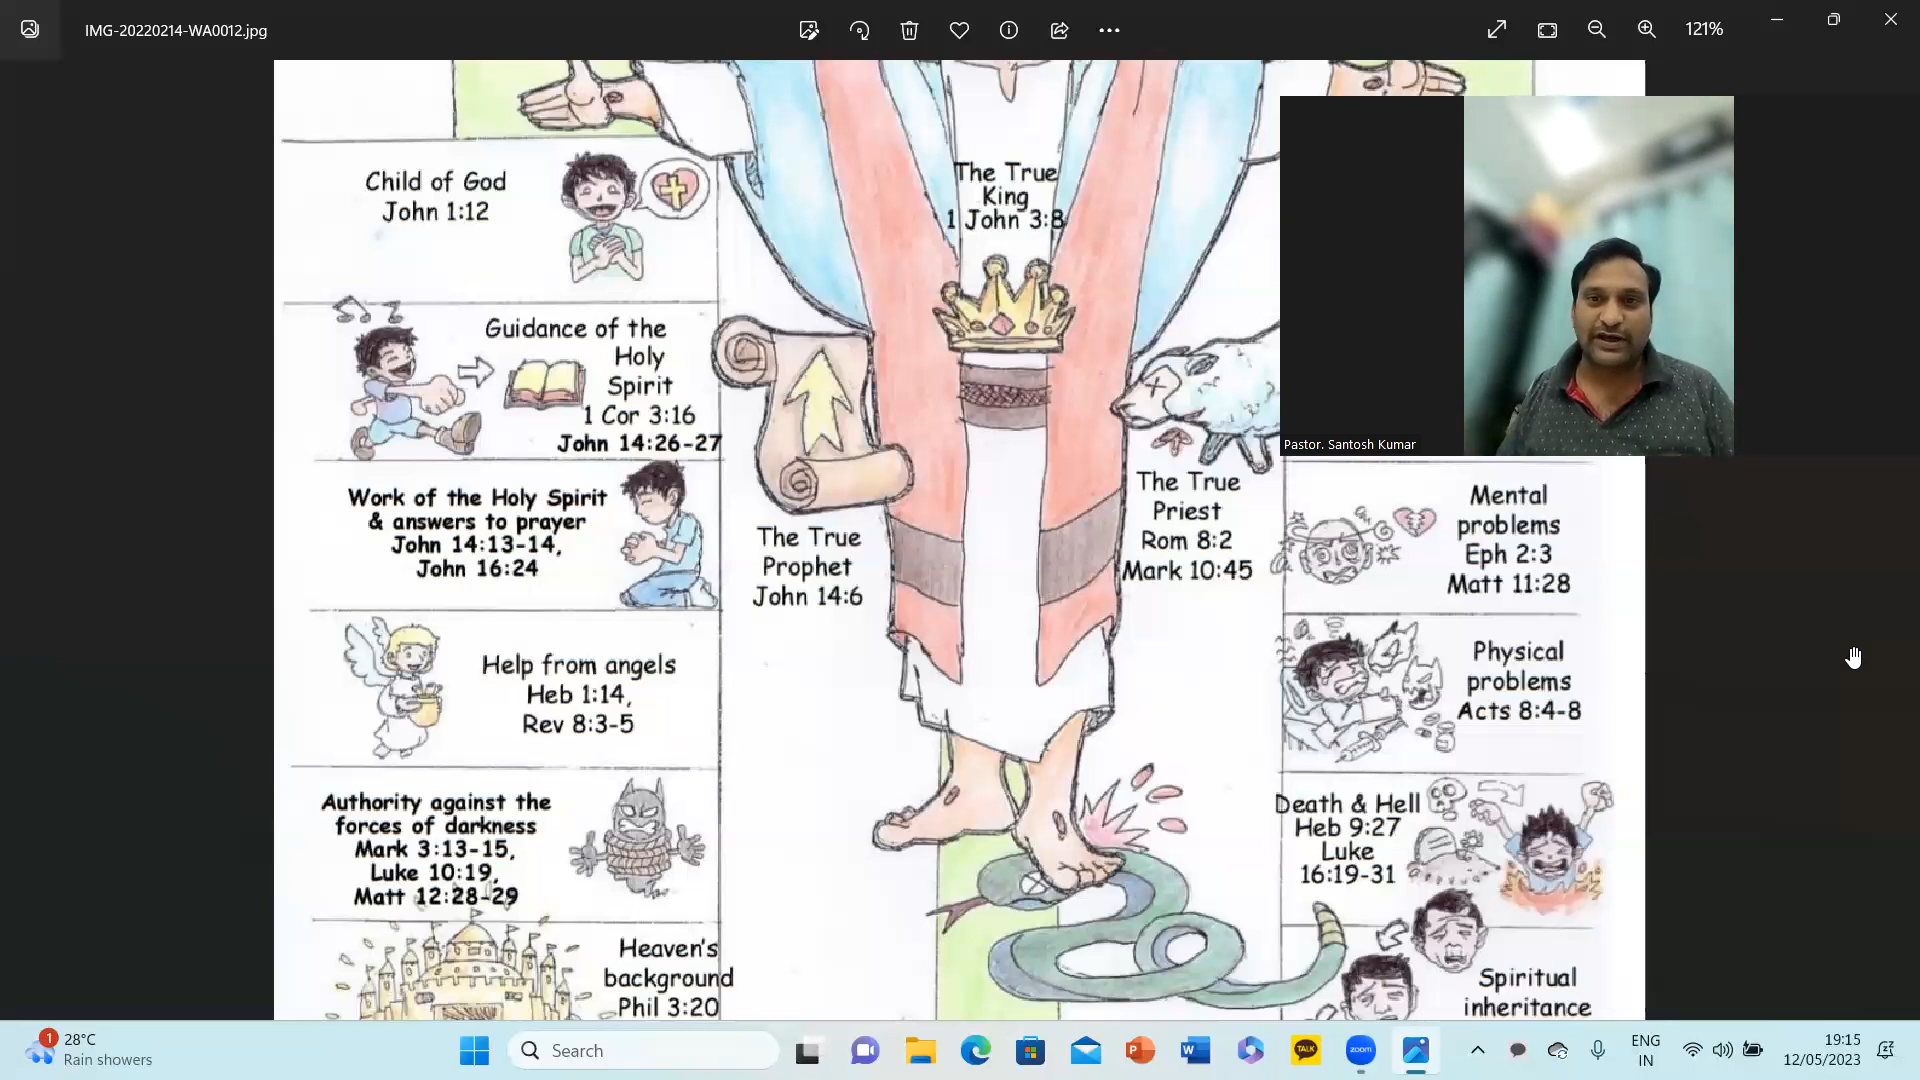 IMG-20220214-WA0012.jpg
121%
Child of God
John 1:12
Guidance of the
Holy
Spirit
1 Cor 3:16
John 14:26-27
Work of the Holy Spirit
& answers to prayer
John 14:13-14,
John 16:24
Help from angels
Heb 1:14,
Rev 8:3-5
Authority against the
forces of darkness
Mark 3:13-15,
Luke 10:19,
Matt 12:28-29
Heaven's
background
Phil 3:20
The True
King
1 John 3:8
The True
Prophet
John 14:6
The True
Priest
Rom 8:2
Mark 10:45
Pastor. Santosh Kumar
Mental
problems
Eph 2:3
Matt 11:28
Physical
problems
Acts 8:4-8
Death & Hell
Heb 9:27
Luke
16:19-31
Spiritual
inheritance
1
28°C
Rain showers
Search
P
W
TALK
zoom
ENG
IN
19:15
12/05/2023